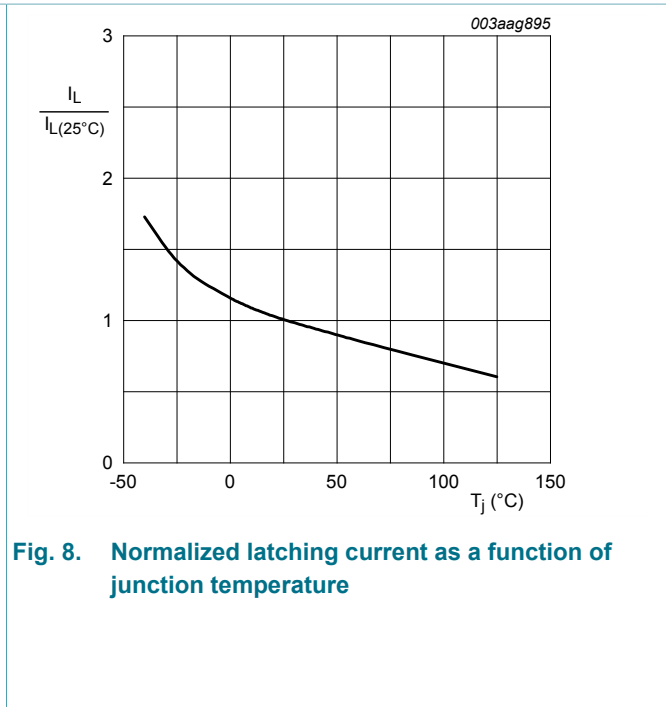 003aag895
3
I_L
I_L(25°C)
2
1
0
-50 0 50 100 150
T_j (°C)
Fig. 8. Normalized latching current as a function of
junction temperature